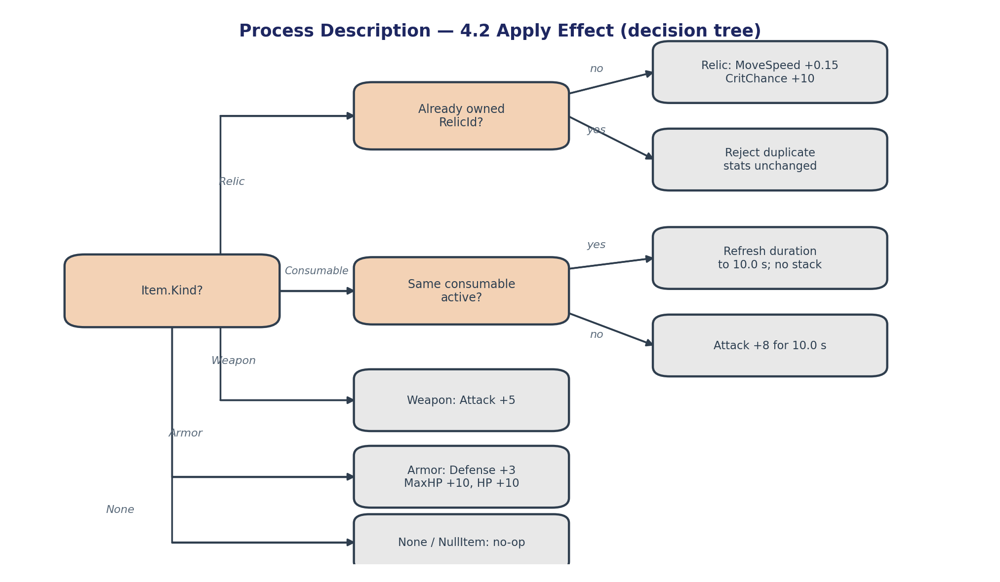 Process Description — 4.2 Apply Effect (decision tree)
no
Relic: MoveSpeed +0.15
CritChance +10
Already owned
RelicId?
yes
Reject duplicate
stats unchanged
Relic
yes
Refresh duration
to 10.0 s; no stack
Consumable
Item.Kind?
Same consumable
active?
no
Attack +8 for 10.0 s
Weapon
Weapon: Attack +5
Armor
Armor: Defense +3
MaxHP +10, HP +10
None
None / NullItem: no-op